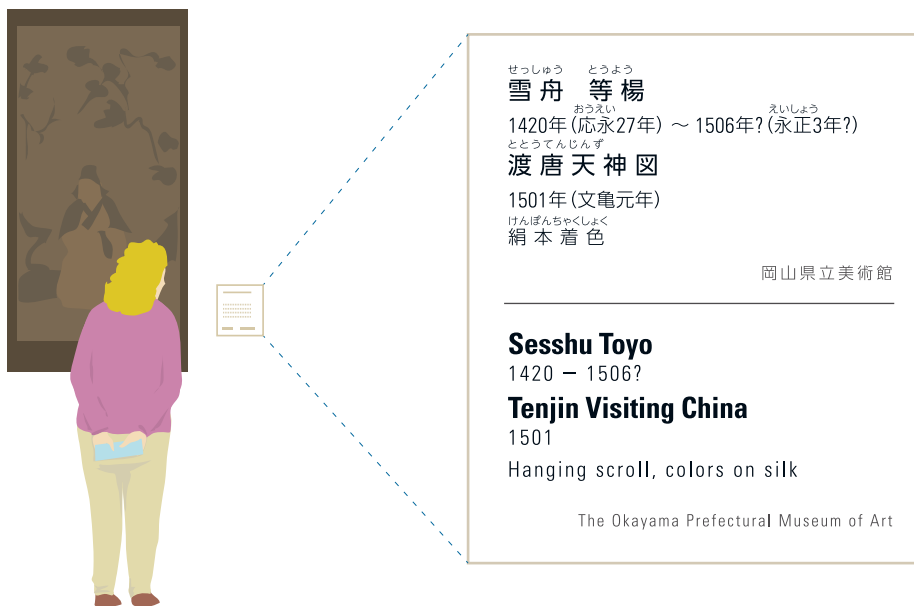 せっしゅう とうよう
雪舟 等楊
おうえい えいしょう
1420年(応永27年) ～ 1506年?(永正3年?)
ととうてんじんず
渡唐天神図
1501年(文亀元年)
けんぽんちゃくしょく
絹本着色
岡山県立美術館
Sesshu Toyo
1420 － 1506?
Tenjin Visiting China
1501
Hanging scroll, colors on silk
The Okayama Prefectural Museum of Art